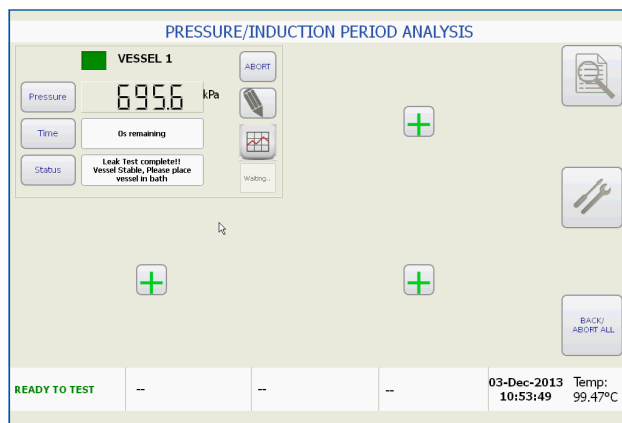 PRESSURE/INDUCTION PERIOD ANALYSIS
VESSEL 1
ABORT
Pressure
695.6 kPa
Time
0s remaining
Status
Leak Test complete!!
Vessel Stable, Please place
vessel in bath
Waiting..
BACK/
ABORT ALL
READY TO TEST
--
--
--
03-Dec-2013
10:53:49
Temp:
99.47°C